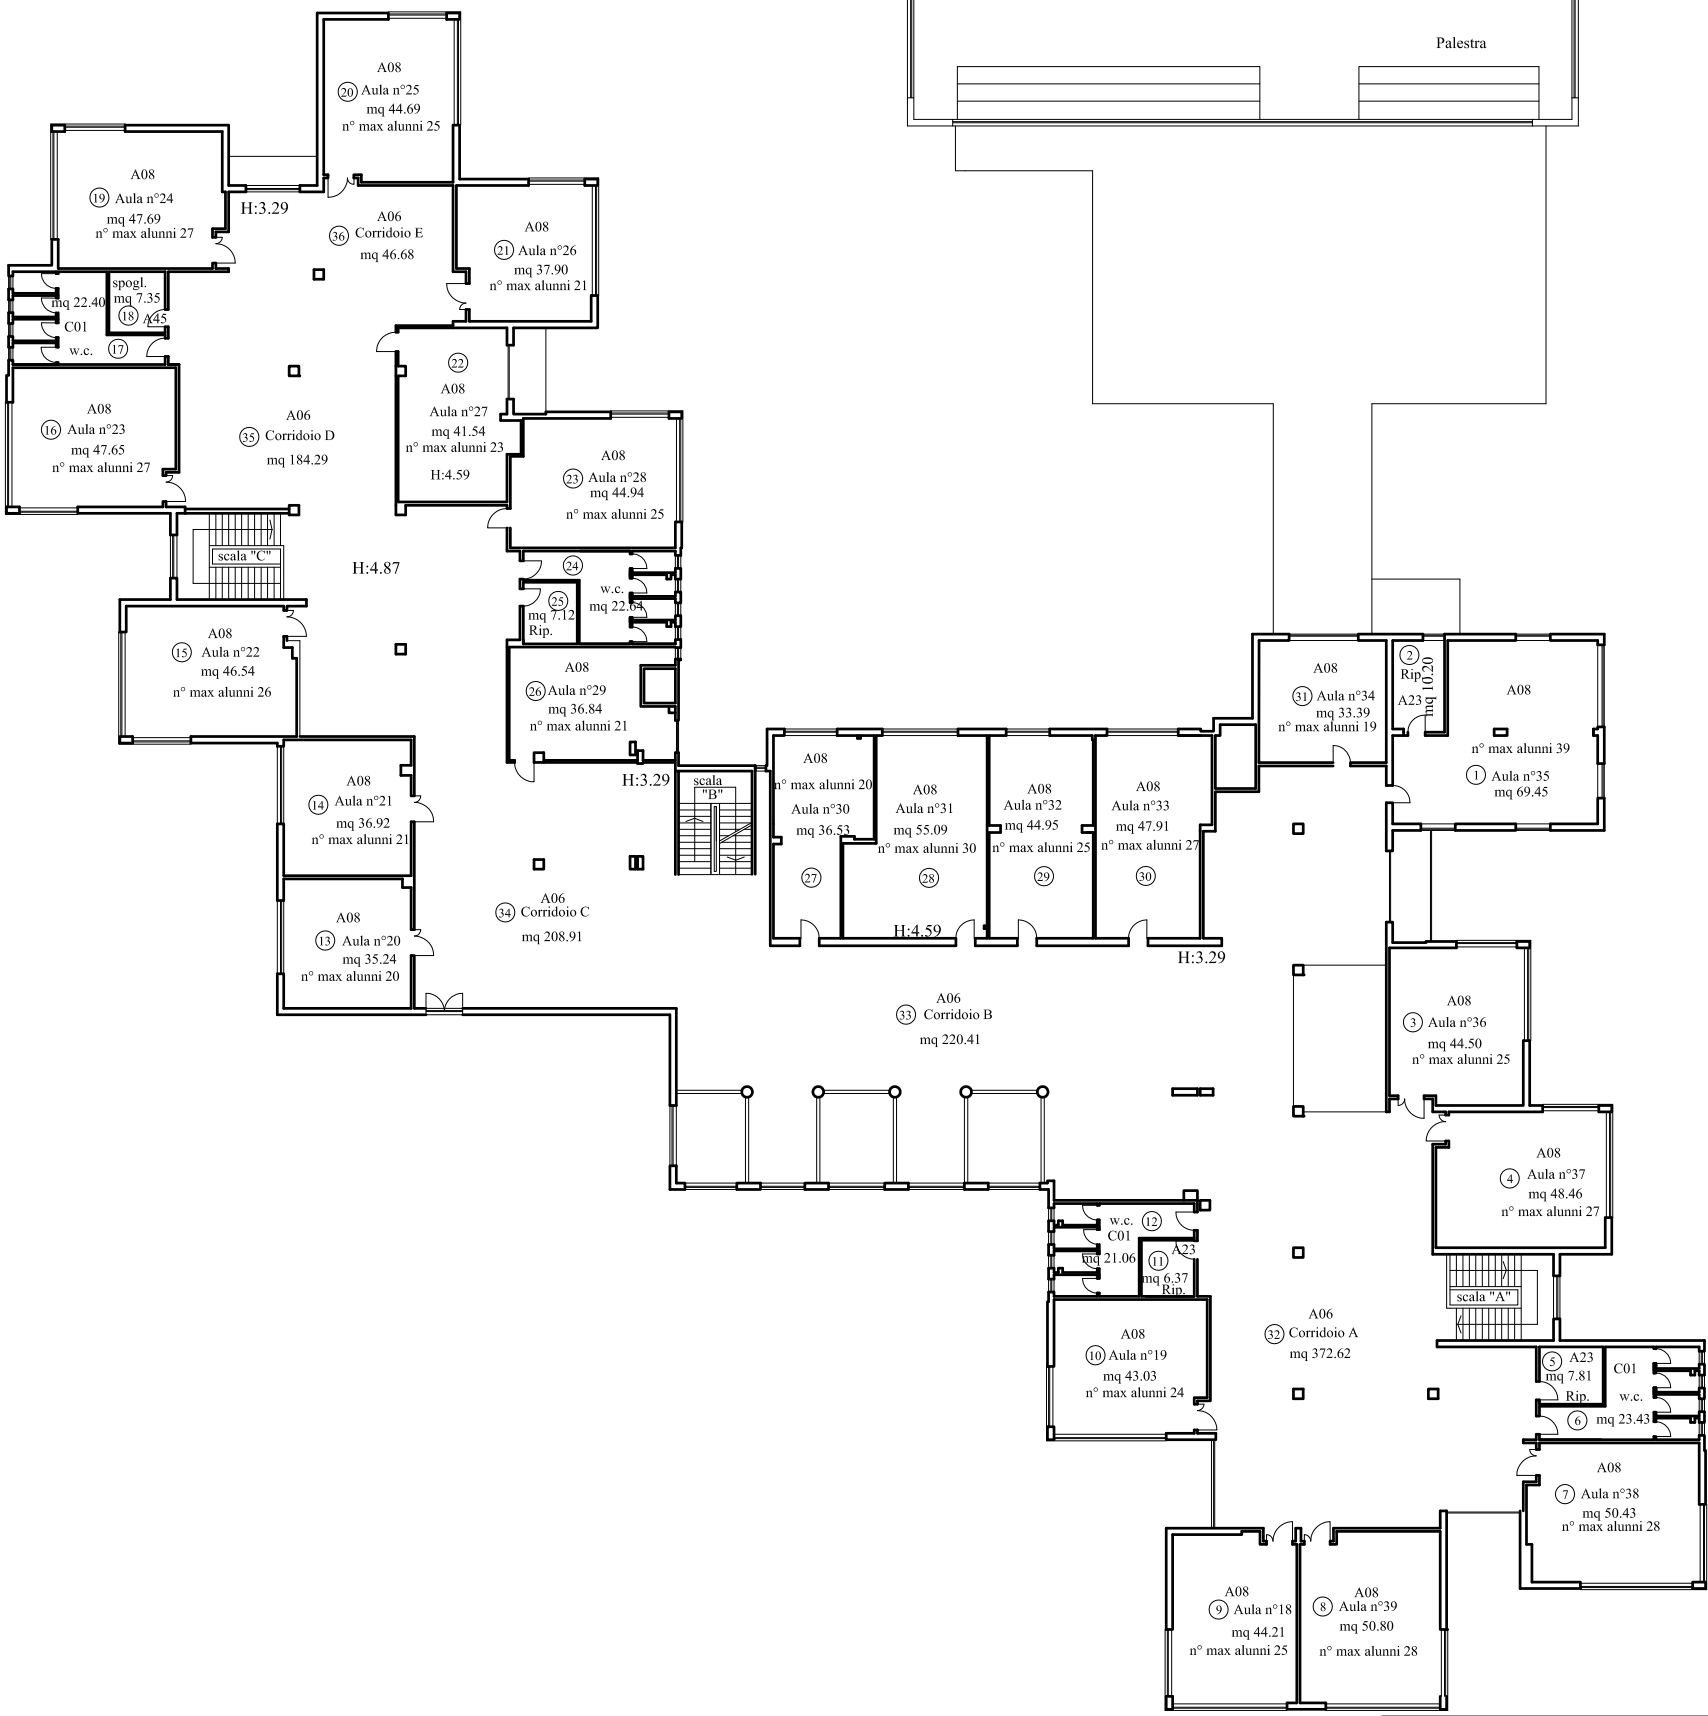 Palestra
A08
20 Aula n°25
mq 44.69
n° max alunni 25
A08
19 Aula n°24
mq 47.69
n° max alunni 27
H:3.29
A06
36 Corridoio E
mq 46.68
A08
21 Aula n°26
mq 37.90
n° max alunni 21
spogl.
mq 7.35
18 A45
mq 22.40
C01
w.c. 17
22
A08
Aula n°27
mq 41.54
n° max alunni 23
H:4.59
A08
16 Aula n°23
mq 47.65
n° max alunni 27
A06
35 Corridoio D
mq 184.29
A08
23 Aula n°28
mq 44.94
n° max alunni 25
scala "C"
H:4.87
24
w.c.
mq 22.64
25
mq 7.12
Rip.
A08
15 Aula n°22
mq 46.54
n° max alunni 26
A08
26 Aula n°29
mq 36.84
n° max alunni 21
H:3.29
scala
"B"
A08
31 Aula n°34
mq 33.39
n° max alunni 19
2
Rip
A23
mq 10.20
A08
n° max alunni 39
1 Aula n°35
mq 69.45
A08
14 Aula n°21
mq 36.92
n° max alunni 21
A08
n° max alunni 20
Aula n°30
mq 36.53
27
A08
Aula n°31
mq 55.09
n° max alunni 30
28
H:4.59
A08
Aula n°32
mq 44.95
n° max alunni 25
29
A08
Aula n°33
mq 47.91
n° max alunni 27
30
H:3.29
A08
13 Aula n°20
mq 35.24
n° max alunni 20
A06
34 Corridoio C
mq 208.91
A06
33 Corridoio B
mq 220.41
A08
3 Aula n°36
mq 44.50
n° max alunni 25
A08
4 Aula n°37
mq 48.46
n° max alunni 27
w.c. 12
C01
mq 21.06
A23
11
mq 6.37
Rip.
scala "A"
A06
32 Corridoio A
mq 372.62
A08
10 Aula n°19
mq 43.03
n° max alunni 24
5 A23
mq 7.81
Rip.
C01
w.c.
6 mq 23.43
A08
7 Aula n°38
mq 50.43
n° max alunni 28
A08
9 Aula n°18
mq 44.21
n° max alunni 25
A08
8 Aula n°39
mq 50.80
n° max alunni 28